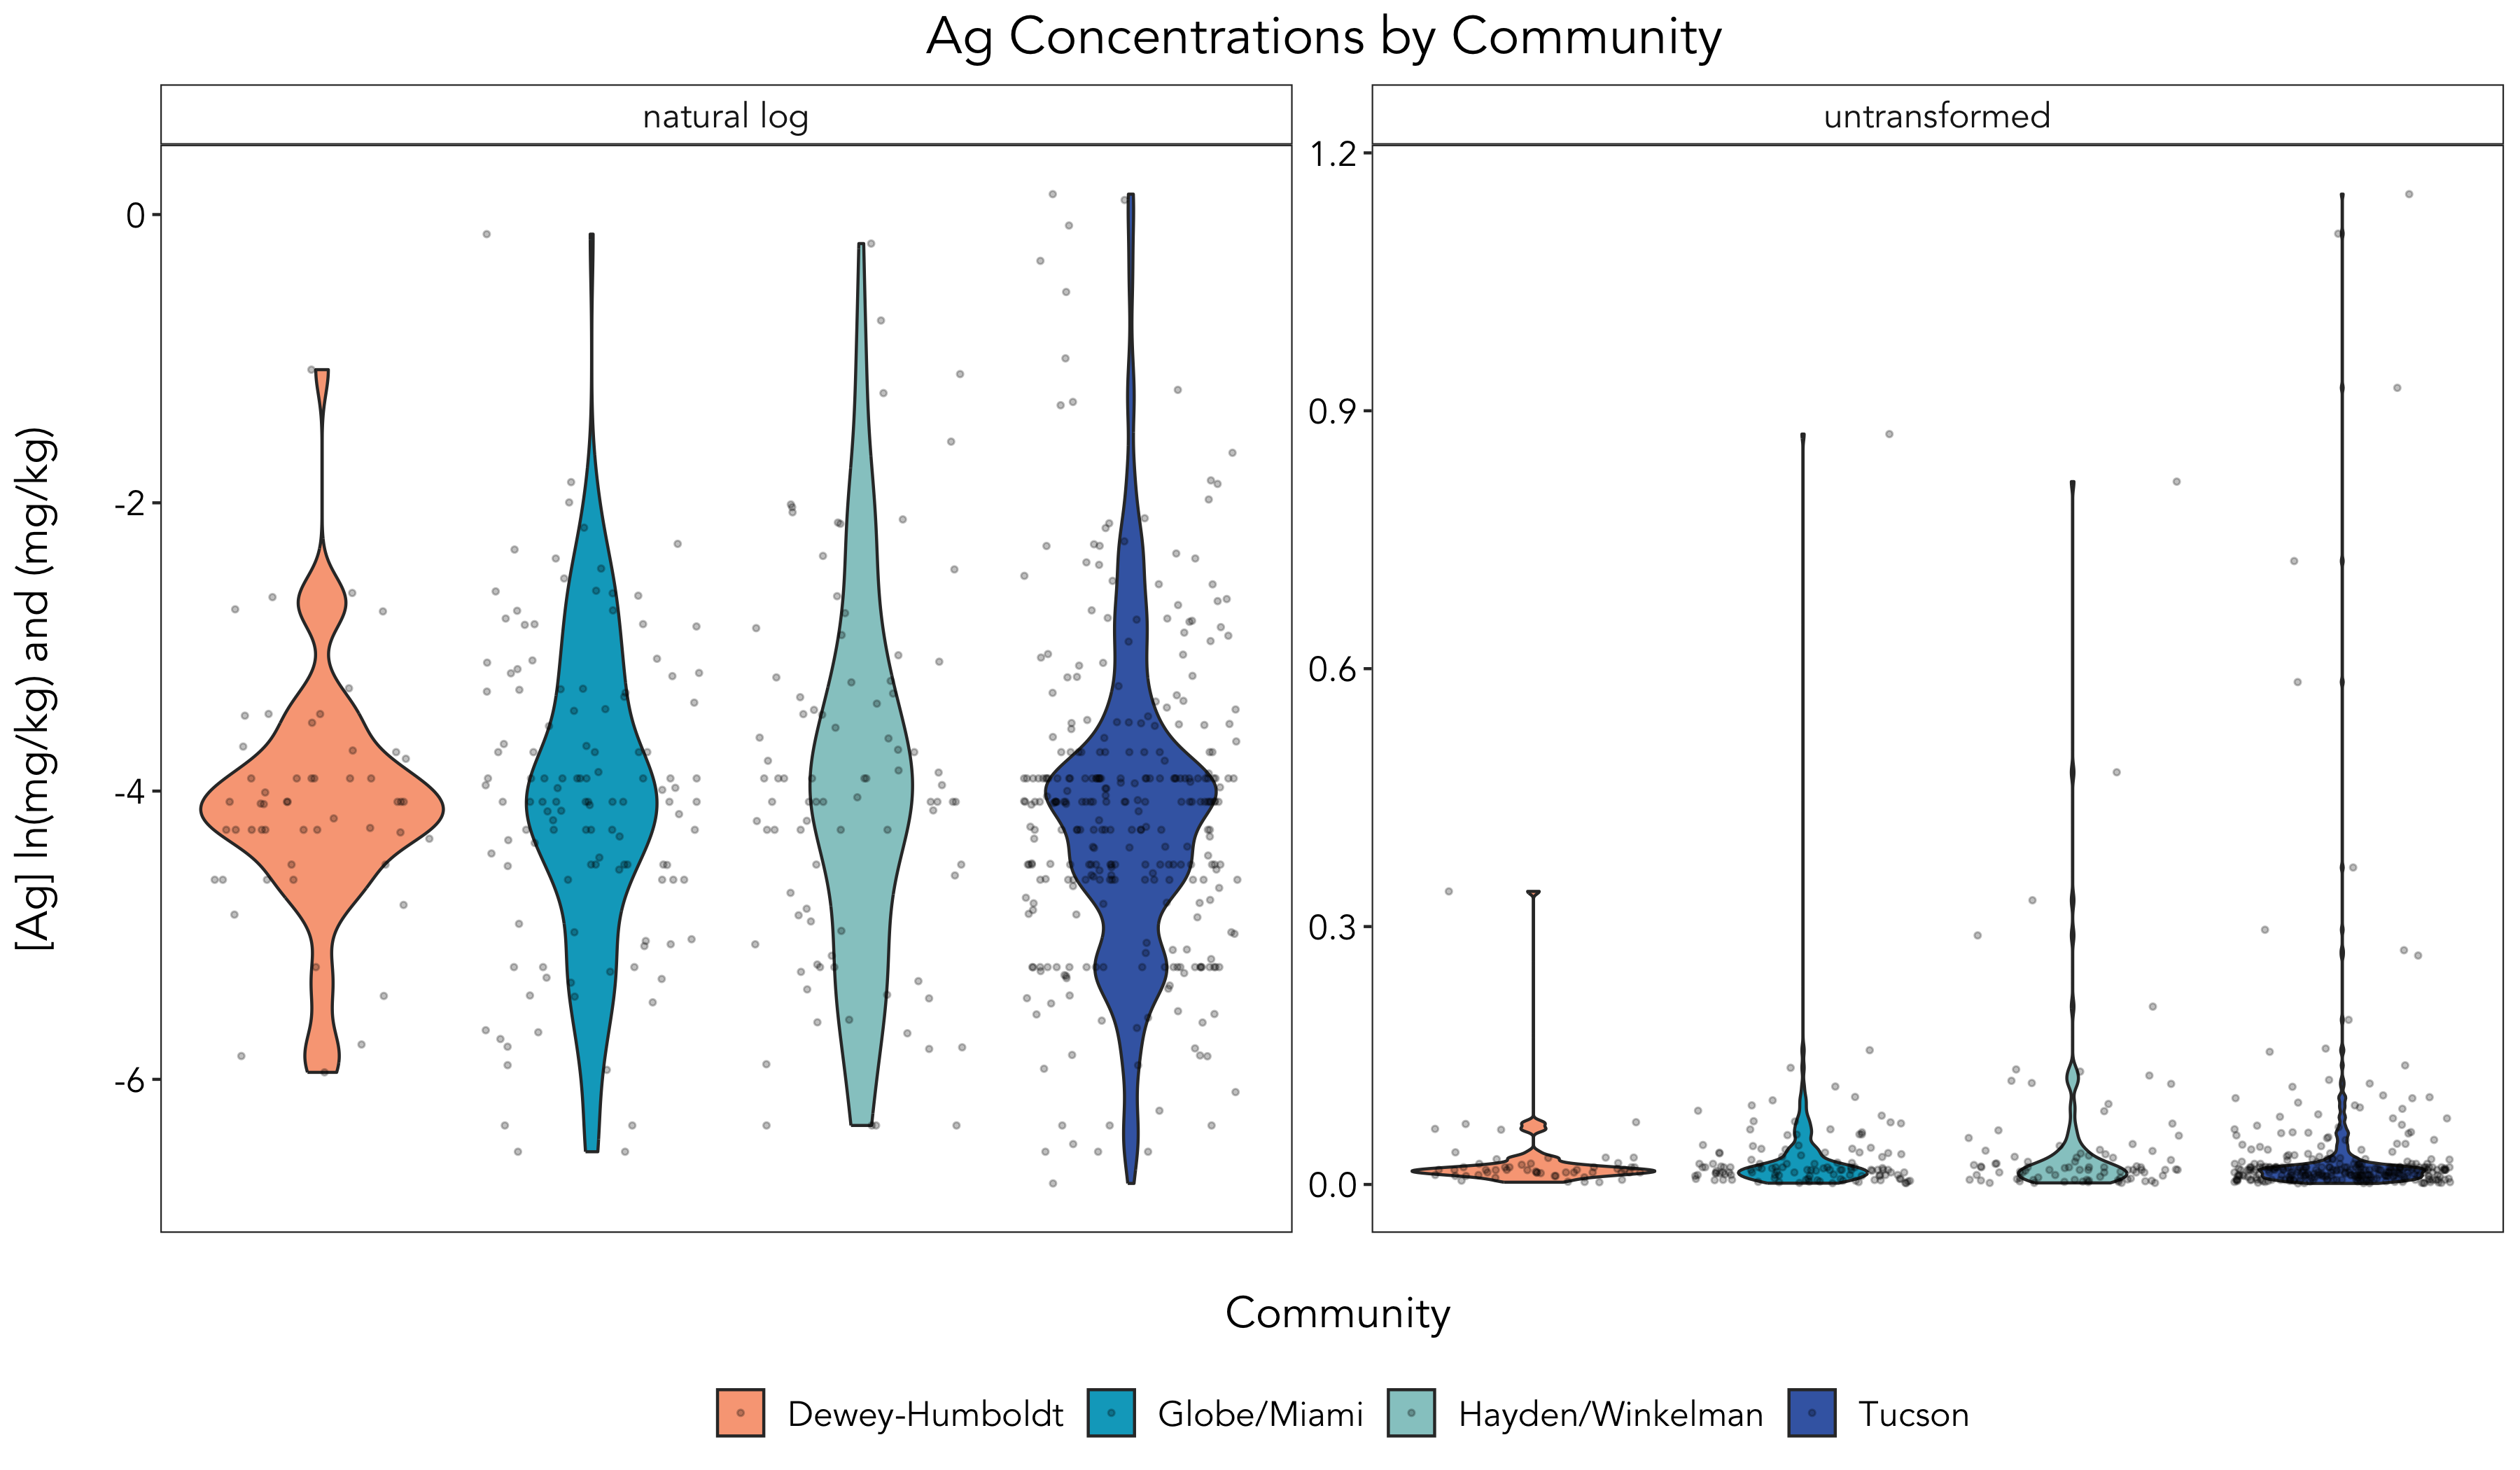 Ag Concentrations by Community
natural log
untransformed
[Ag] ln(mg/kg) and (mg/kg)
0
-2
-4
-6
1.2
0.9
0.6
0.3
0.0
Community
Dewey-Humboldt
Globe/Miami
Hayden/Winkelman
Tucson